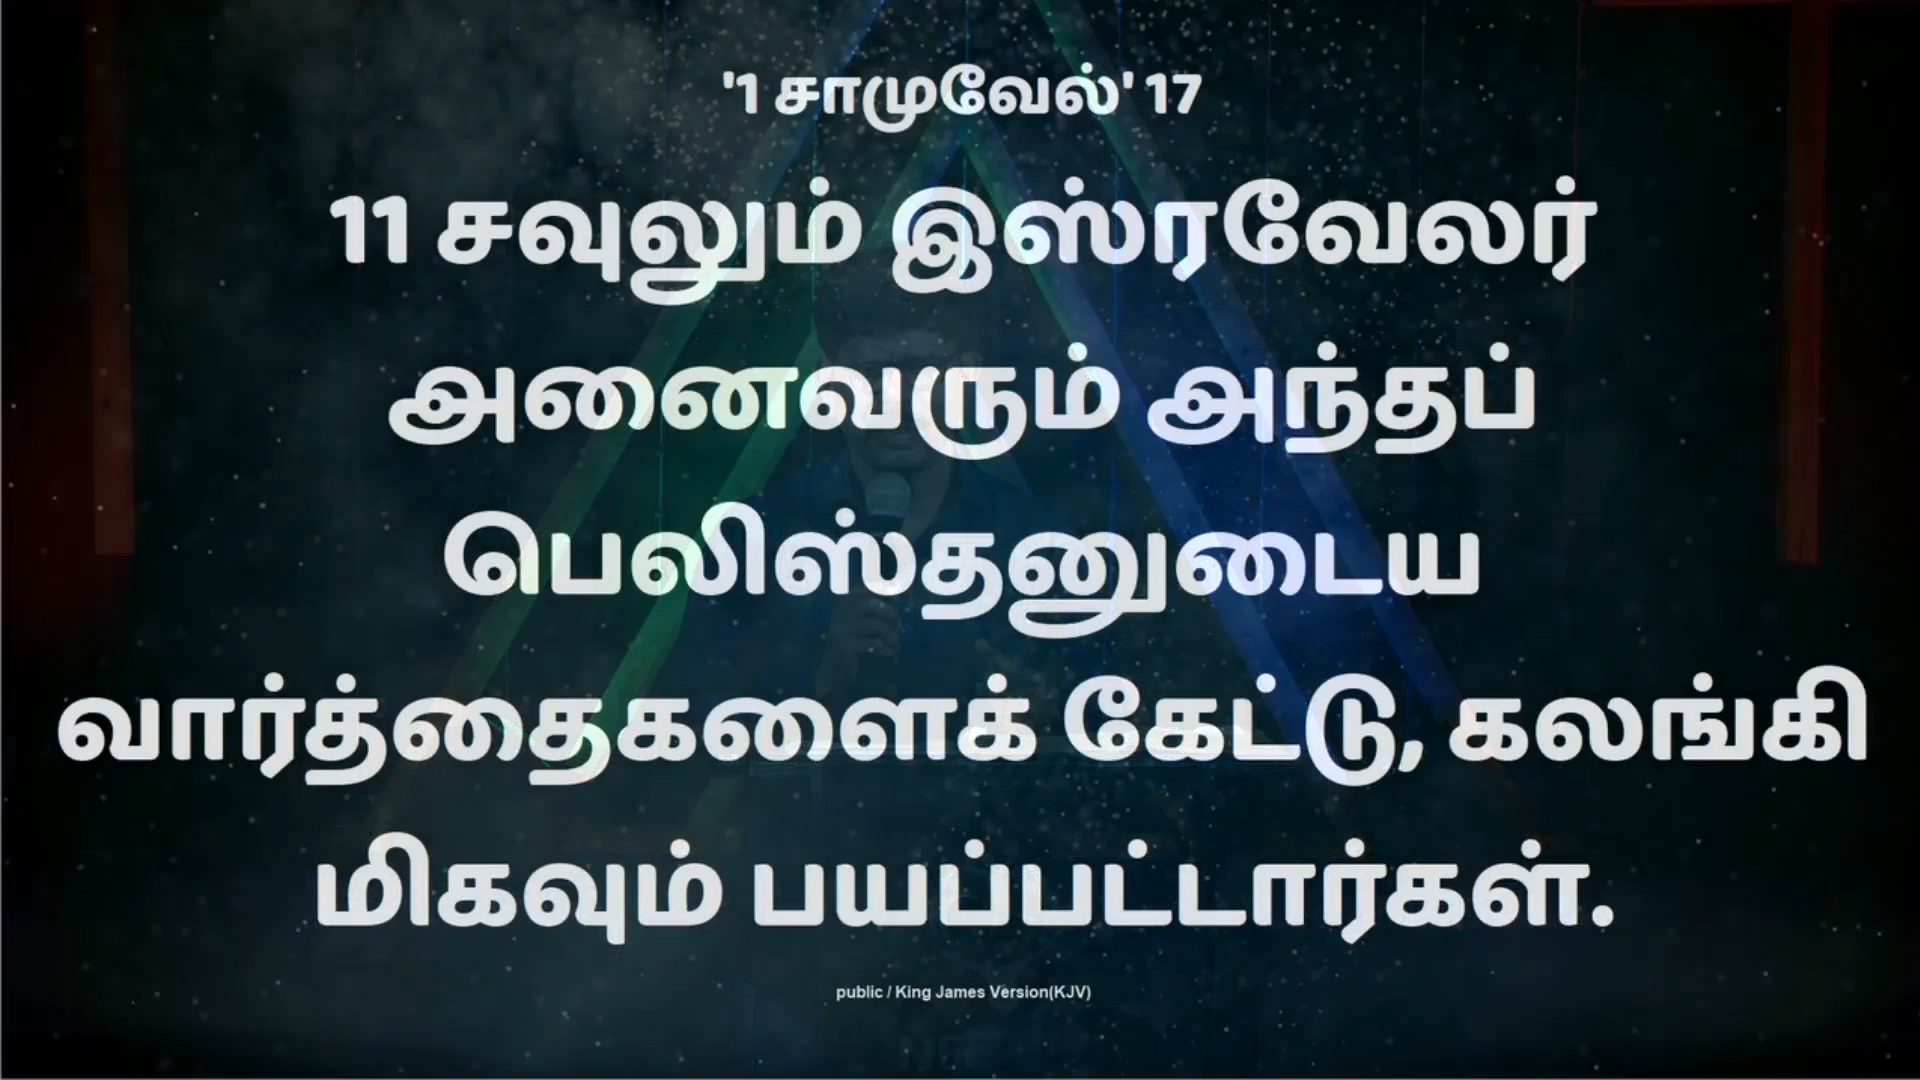 '1 சாமுவேல்' 17
11 சவுலும் இஸ்ரவேலர்
அனைவரும் அந்தப்
பெலிஸ்தனுடைய
வார்த்தைகளைக் கேட்டு, கலங்கி
மிகவும் பயப்பட்டார்கள்.
public / King James Version(KJV)